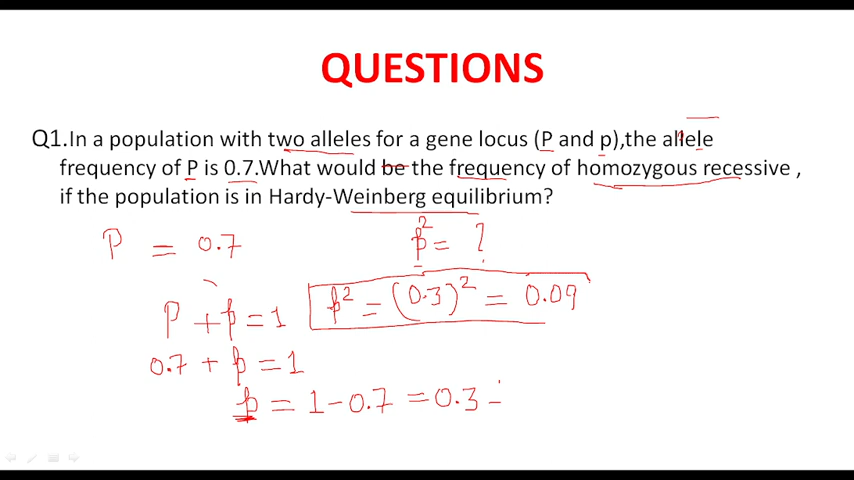 QUESTIONS
Q1.In a population with two alleles for a gene locus (P and p),the allele
frequency of P is 0.7.What would be the frequency of homozygous recessive ,
if the population is in Hardy-Weinberg equilibrium?
P = 0.7
p² = ?
P + p = 1
p² = (0.3)² = 0.09
0.7 + p = 1
p = 1 - 0.7 = 0.3